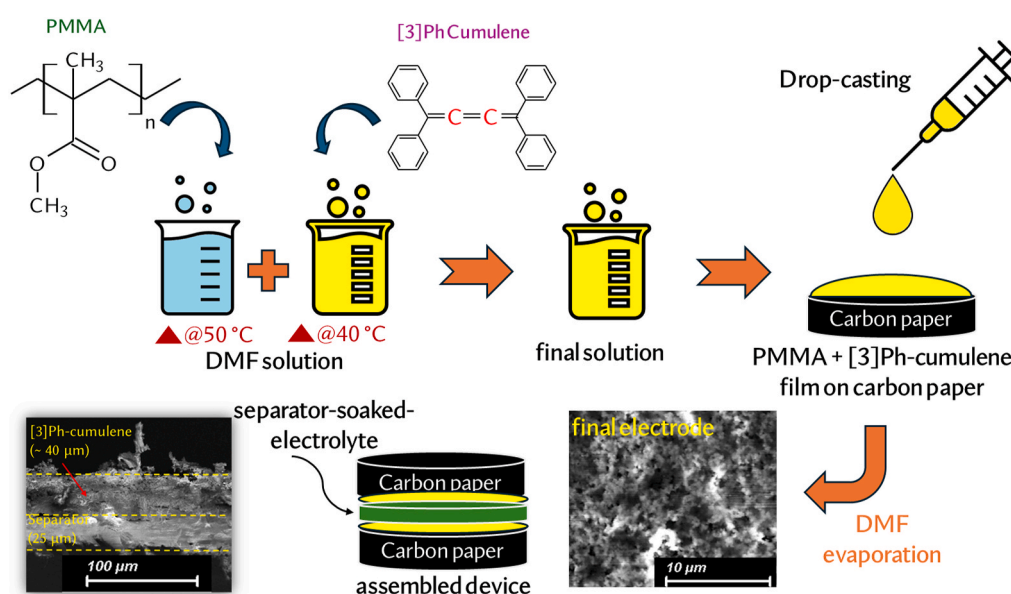 PMMA
CH3
n
O
O
CH3
[3]Ph Cumulene
C
C
Drop-casting
@50 °C
@40 °C
DMF solution
final solution
Carbon paper
PMMA + [3]Ph-cumulene
film on carbon paper
[3]Ph-cumulene
(~ 40 μm)
Separator
(25 μm)
100 μm
separator-soaked-
electrolyte
Carbon paper
Carbon paper
assembled device
final electrode
10 μm
DMF
evaporation